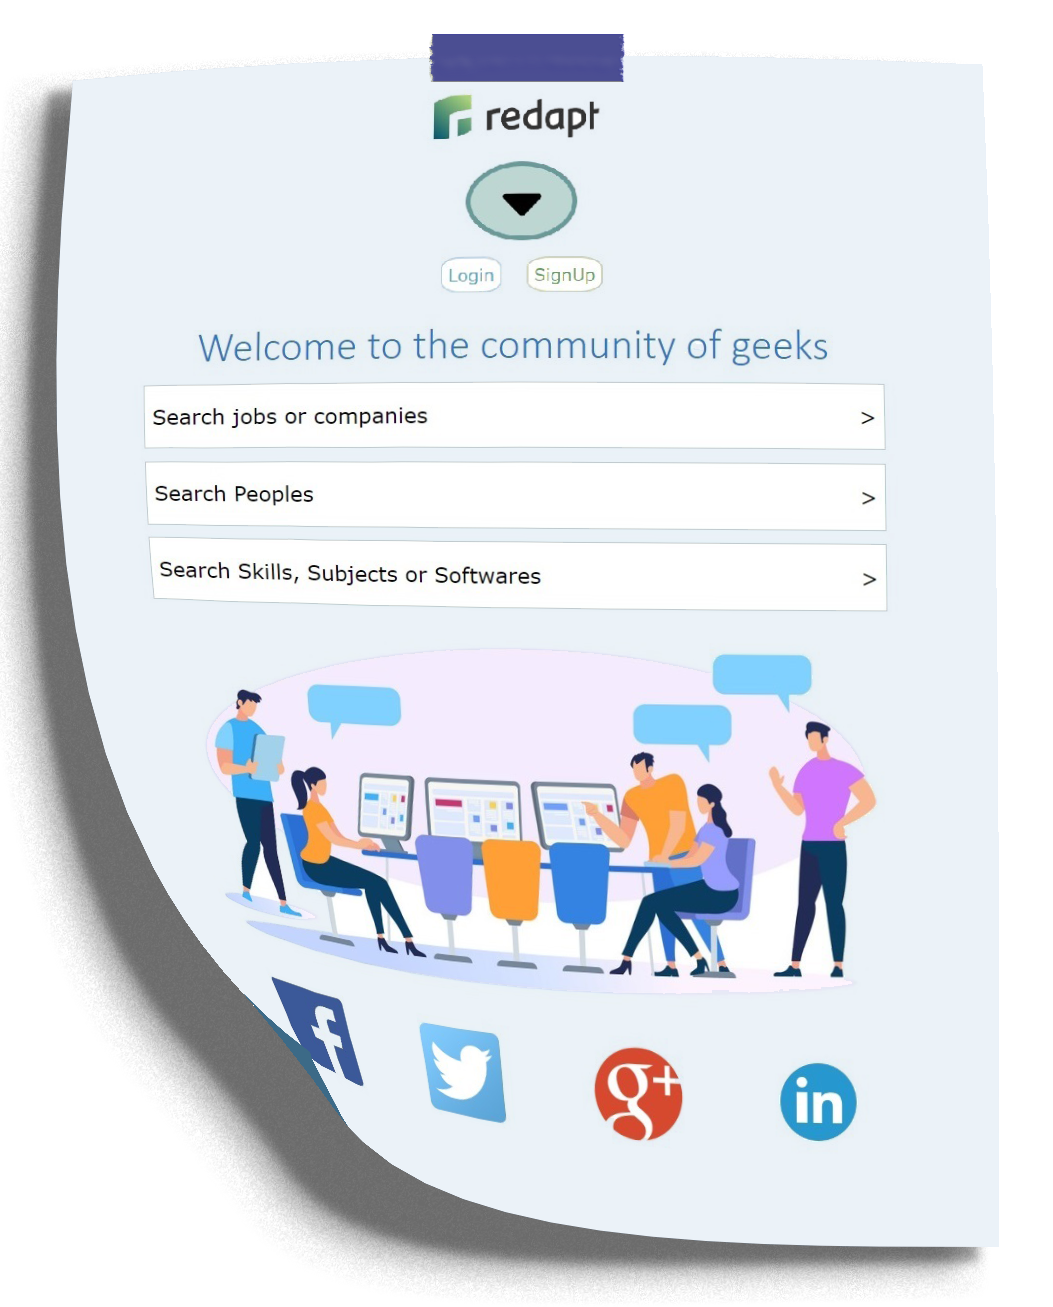 redapt
Login SignUp
Welcome to the community of geeks
Search jobs or companies >
Search Peoples >
Search Skills, Subjects or Softwares >
f
g+ in